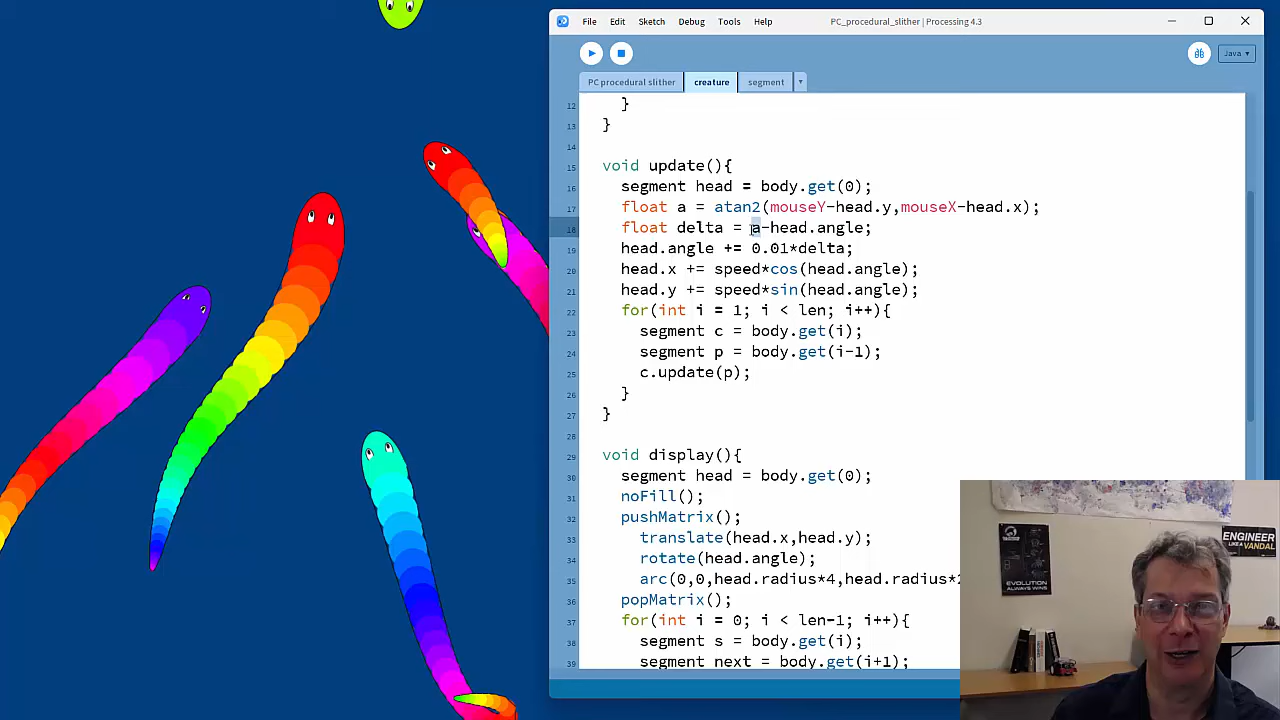 File Edit Sketch Debug Tools Help PC_procedural_slither | Processing 4.3
Java ▾
PC procedural slither creature segment ▾
12 }
13 }
14
15 void update(){
16 segment head = body.get(0);
17 float a = atan2(mouseY-head.y,mouseX-head.x);
18 float delta = a-head.angle;
19 head.angle += 0.01*delta;
20 head.x += speed*cos(head.angle);
21 head.y += speed*sin(head.angle);
22 for(int i = 1; i < len; i++){
23 segment c = body.get(i);
24 segment p = body.get(i-1);
25 c.update(p);
26 }
27 }
28
29 void display(){
30 segment head = body.get(0);
31 noFill();
32 pushMatrix();
33 translate(head.x,head.y);
34 rotate(head.angle);
35 arc(0,0,head.radius*4,head.radius*2
36 popMatrix();
37 for(int i = 0; i < len-1; i++){
38 segment s = body.get(i);
39 segment next = body.get(i+1);
EVOLUTION
ALWAYS WINS
ENGINEER
LIKE A
VANDAL